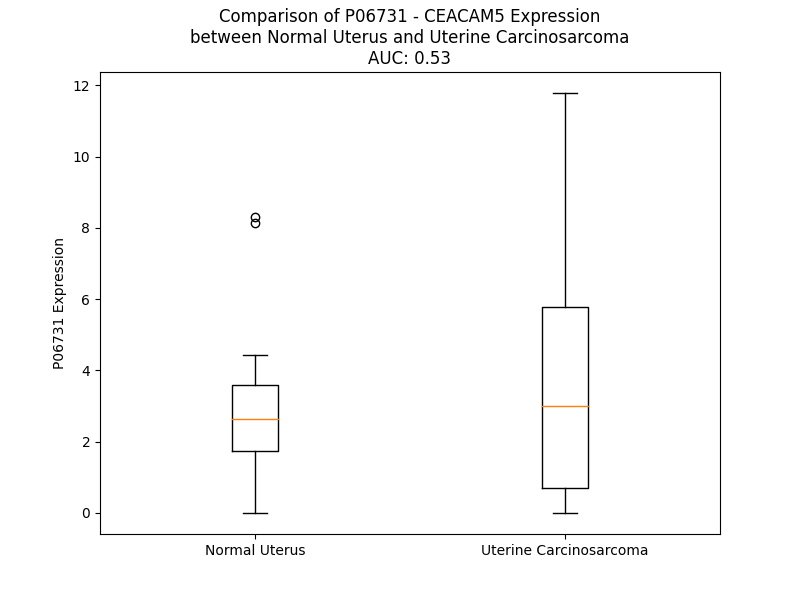 Comparison of P06731 - CEACAM5 Expression
between Normal Uterus and Uterine Carcinosarcoma
AUC: 0.53
12
10
8
6
4
2
0
P06731 Expression
Normal Uterus
Uterine Carcinosarcoma